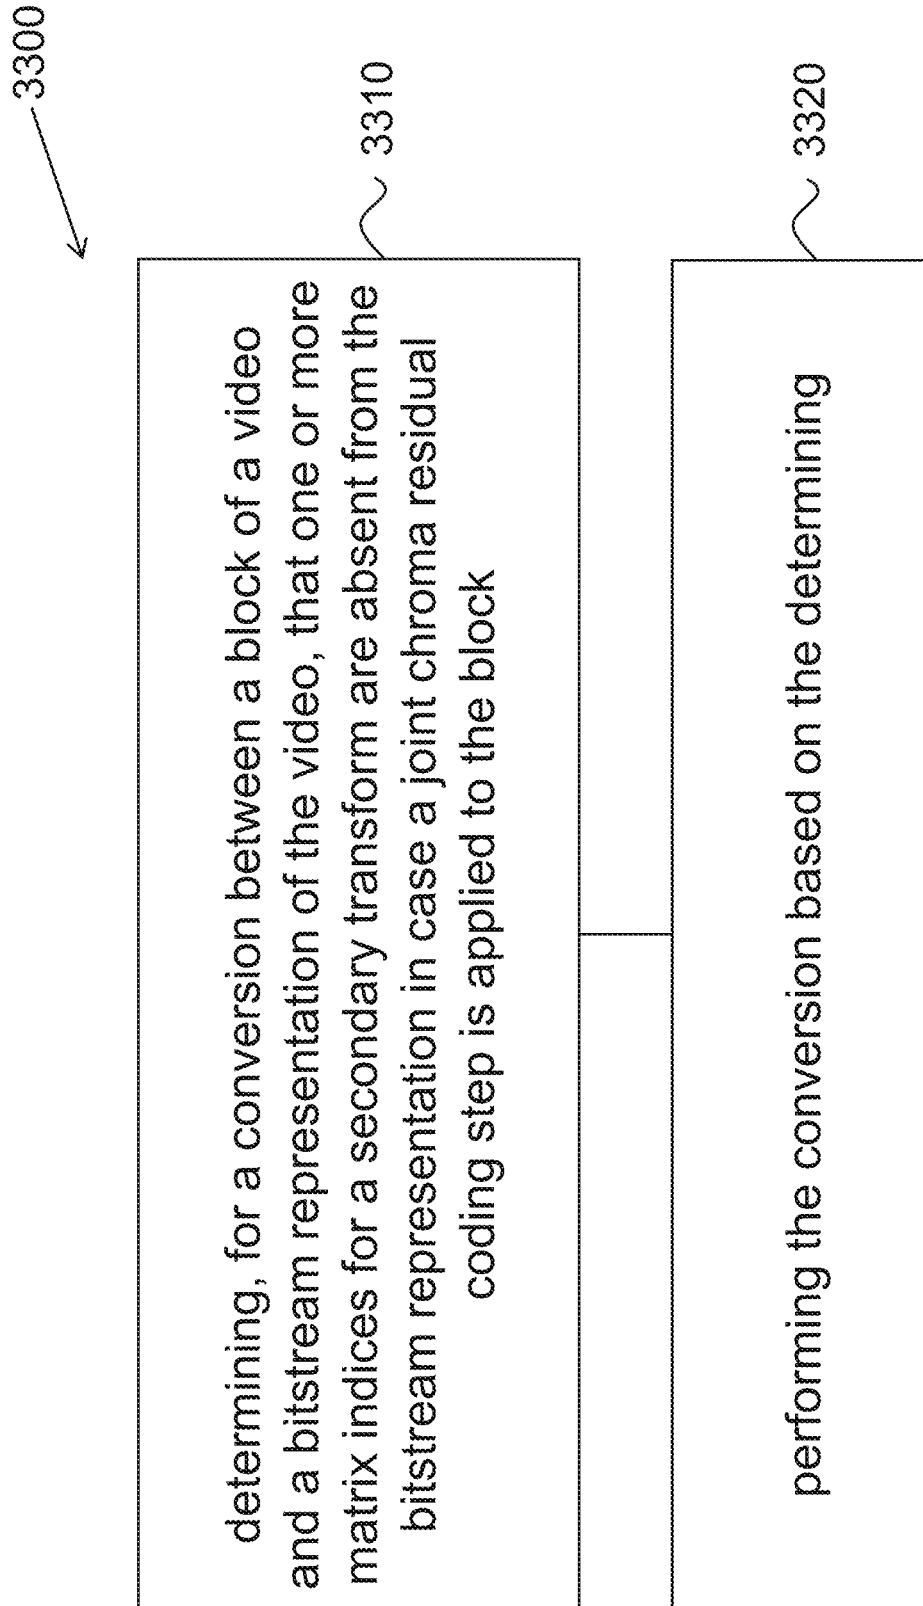 3300
determining, for a conversion between a block of a video
and a bitstream representation of the video, that one or more
matrix indices for a secondary transform are absent from the
bitstream representation in case a joint chroma residual
coding step is applied to the block
3310
performing the conversion based on the determining
3320